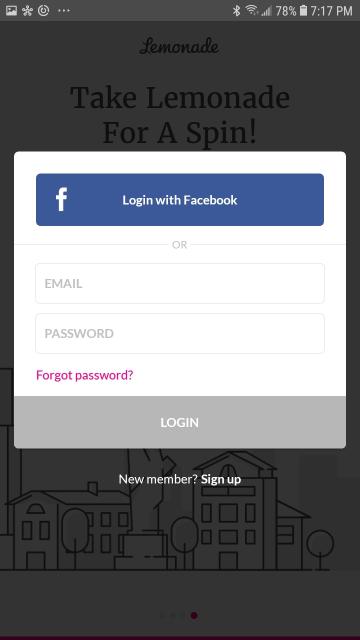 78% 7:17 PM
Lemonade
Take Lemonade
For A Spin!
Login with Facebook
OR
EMAIL
PASSWORD
Forgot password?
LOGIN
New member? Sign up